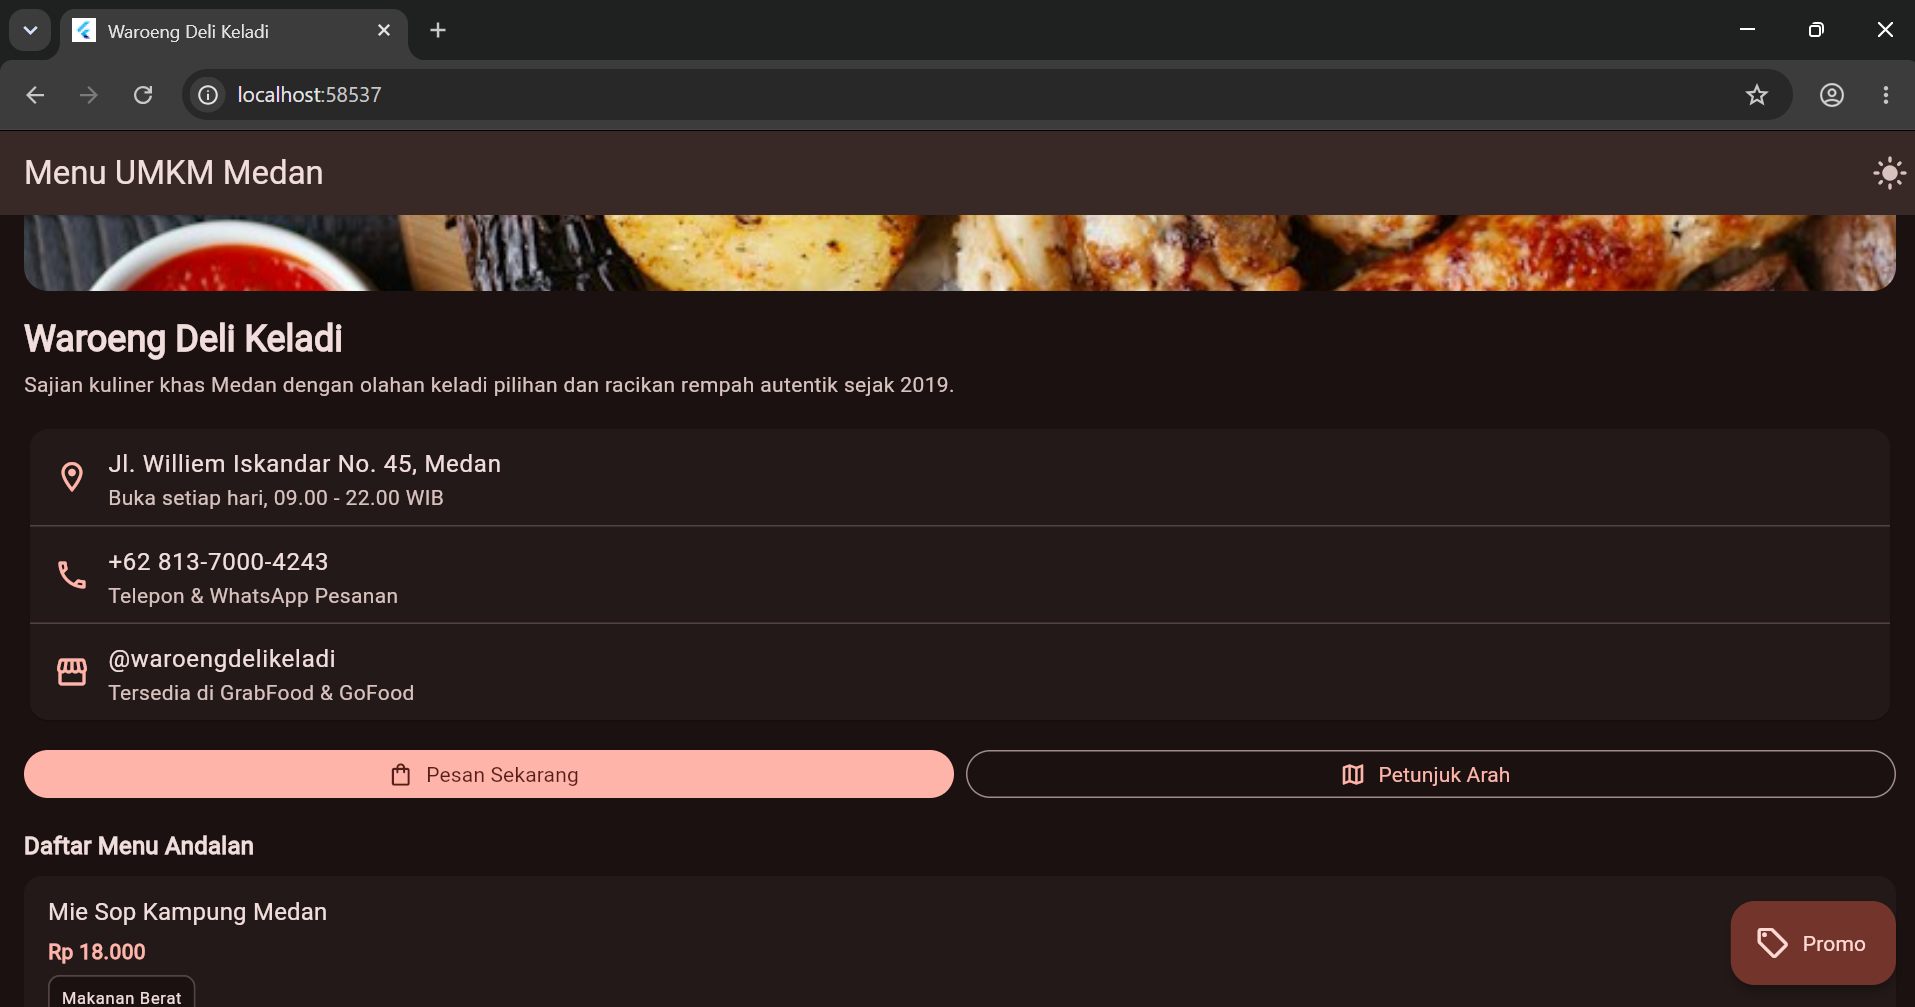 Waroeng Deli Keladi
localhost:58537
Menu UMKM Medan
Waroeng Deli Keladi
Sajian kuliner khas Medan dengan olahan keladi pilihan dan racikan rempah autentik sejak 2019.
Jl. Williem Iskandar No. 45, Medan
Buka setiap hari, 09.00 - 22.00 WIB
+62 813-7000-4243
Telepon & WhatsApp Pesanan
@waroengdelikeladi
Tersedia di GrabFood & GoFood
Pesan Sekarang
Petunjuk Arah
Daftar Menu Andalan
Mie Sop Kampung Medan
Rp 18.000
Makanan Berat
Promo